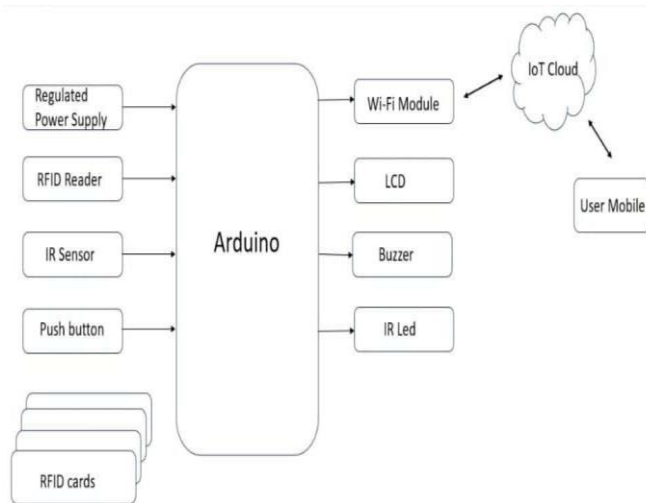 Regulated
Power Supply
RFID Reader
IR Sensor
Push button
RFID cards
Arduino
Wi-Fi Module
LCD
Buzzer
IR Led
IoT Cloud
User Mobile